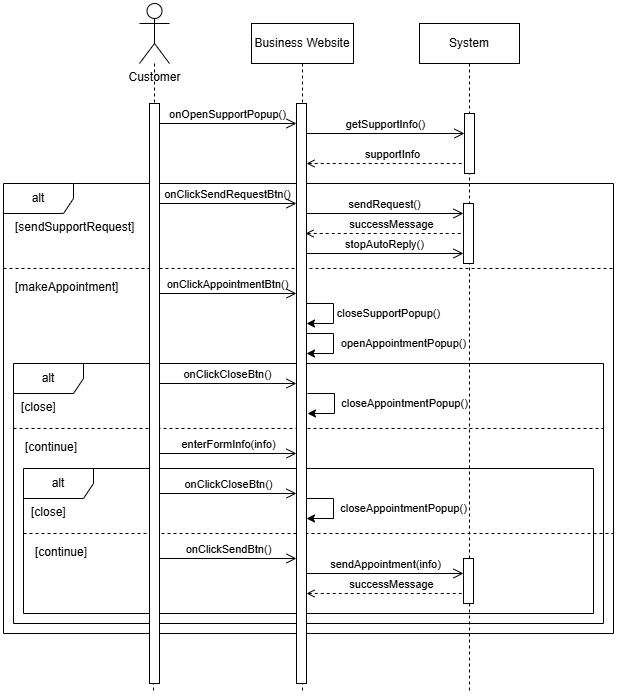 Business Website
System
Customer
onOpenSupportPopup()
getSupportInfo()
supportInfo
alt
onClickSendRequestBtn()
sendRequest()
[sendSupportRequest]
successMessage
stopAutoReply()
[makeAppointment]
onClickAppointmentBtn()
closeSupportPopup()
openAppointmentPopup()
alt
onClickCloseBtn()
[close]
closeAppointmentPopup()
[continue]
enterFormInfo(info)
alt
onClickCloseBtn()
[close]
closeAppointmentPopup()
[continue]
onClickSendBtn()
sendAppointment(info)
successMessage